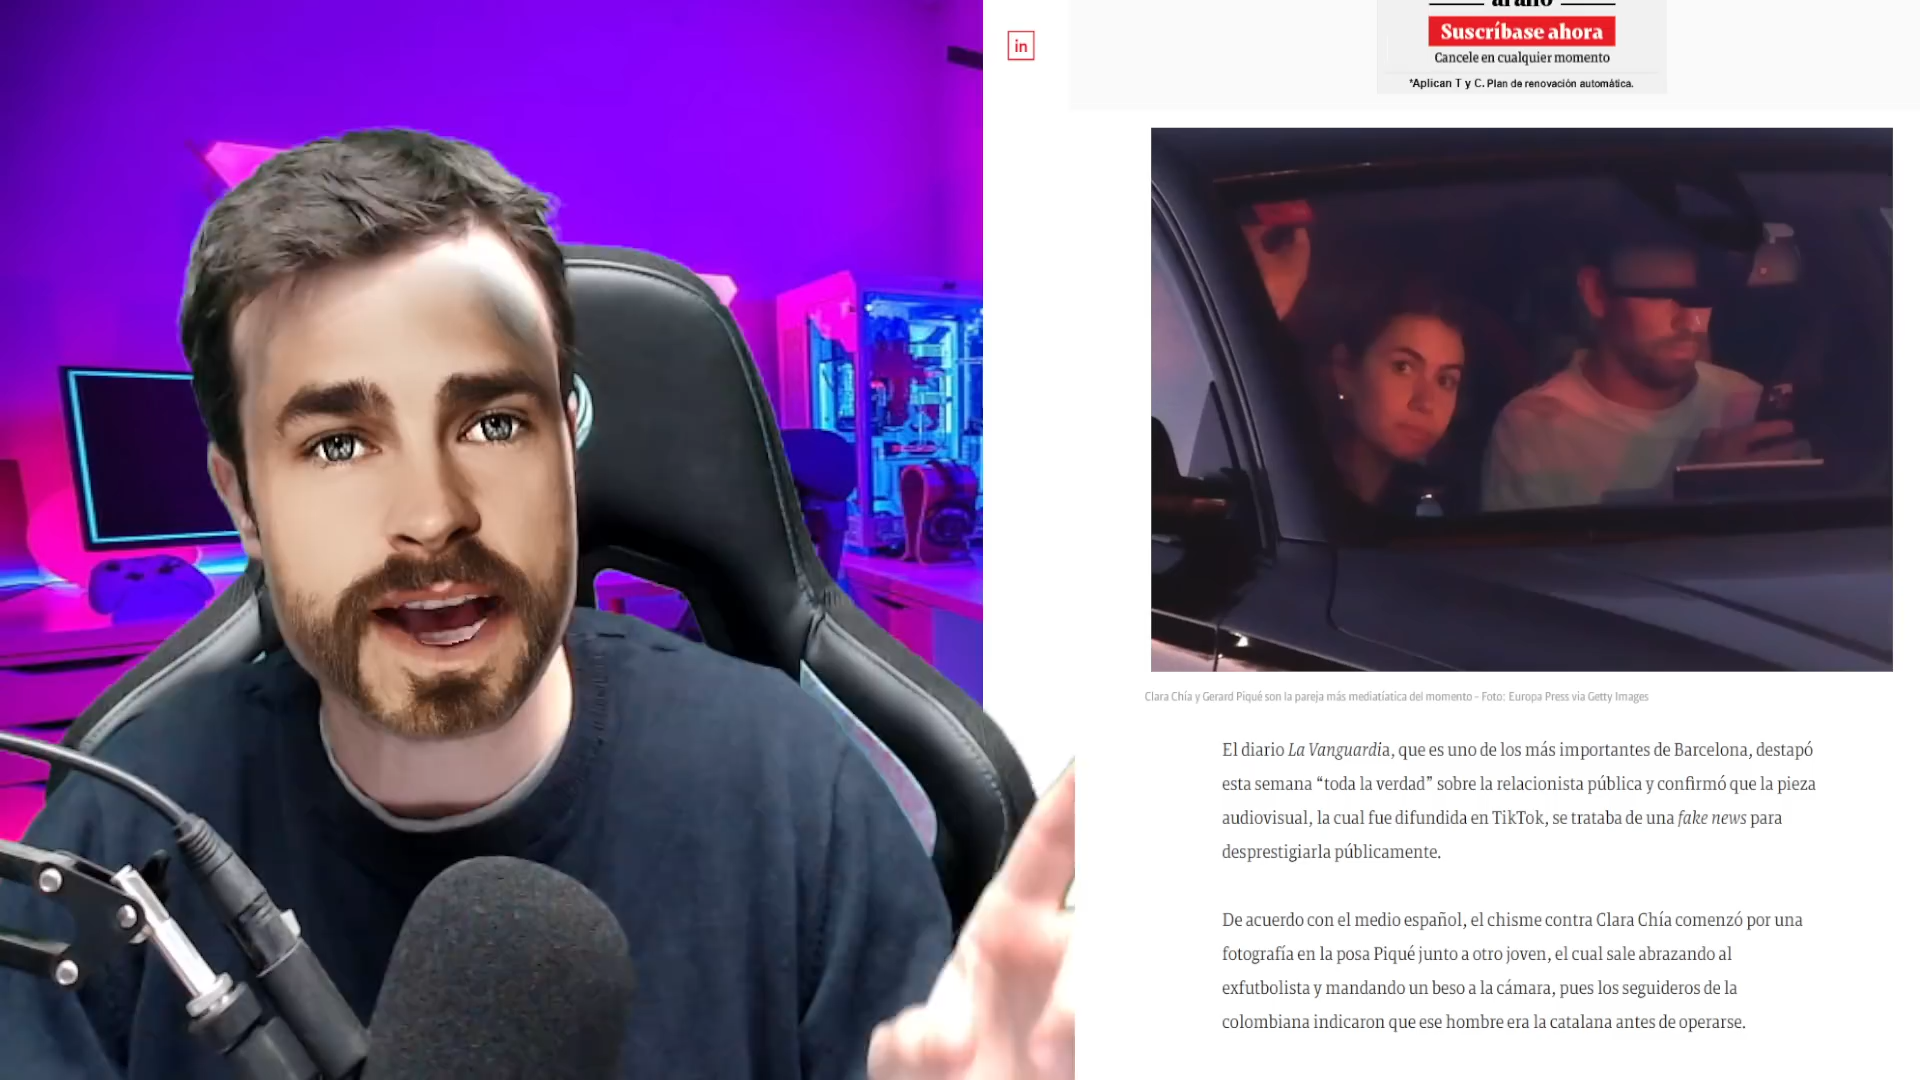 in
año
Suscríbase ahora
Cancele en cualquier momento
*Aplican T y C. Plan de renovación automática.
Clara Chía y Gerard Piqué son la pareja más mediatíatica del momento - Foto: Europa Press via Getty Images
El diario La Vanguardia, que es uno de los más importantes de Barcelona, destapó
esta semana “toda la verdad” sobre la relacionista pública y confirmó que la pieza
audiovisual, la cual fue difundida en TikTok, se trataba de una fake news para
desprestigiarla públicamente.
De acuerdo con el medio español, el chisme contra Clara Chía comenzó por una
fotografía en la posa Piqué junto a otro joven, el cual sale abrazando al
exfutbolista y mandando un beso a la cámara, pues los seguideros de la
colombiana indicaron que ese hombre era la catalana antes de operarse.